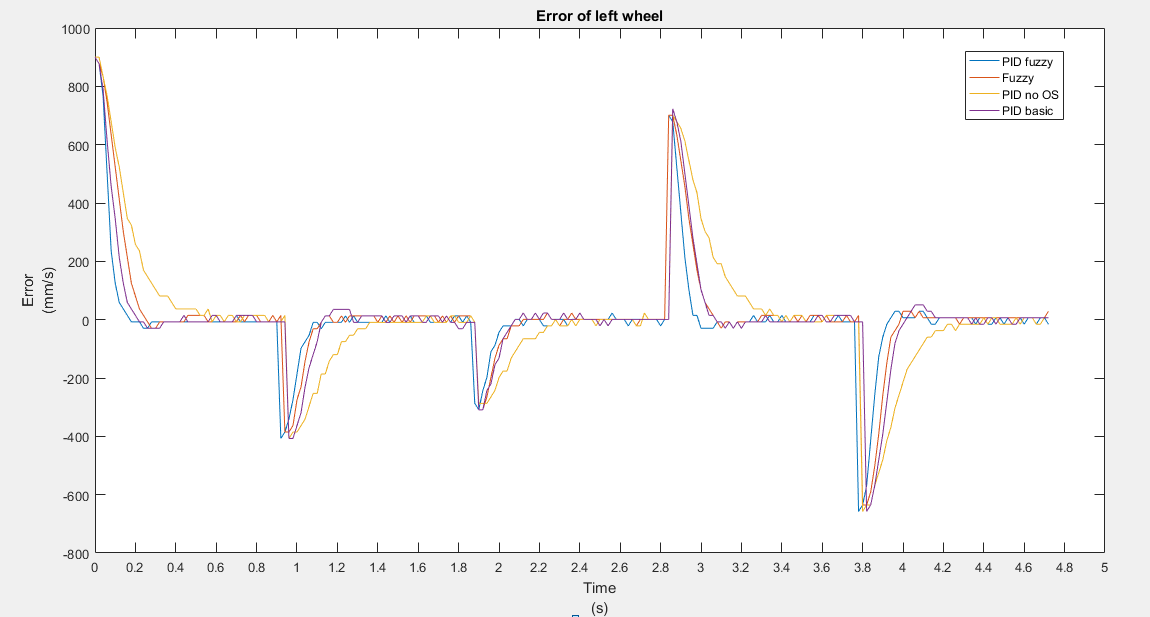 Error of left wheel
1000
800
600
400
200
0
-200
-400
-600
-800
Error
(mm/s)
PID fuzzy
Fuzzy
PID no OS
PID basic
0 0.2 0.4 0.6 0.8 1 1.2 1.4 1.6 1.8 2 2.2 2.4 2.6 2.8 3 3.2 3.4 3.6 3.8 4 4.2 4.4 4.6 4.8 5
Time
(s)